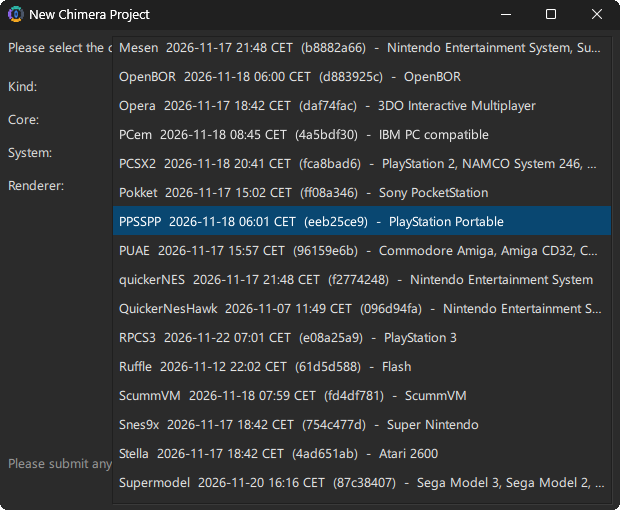 New Chimera Project
Please select the c
Kind:
Core:
System:
Renderer:
Please submit any
Mesen 2026-11-17 21:48 CET (b8882a66) - Nintendo Entertainment System, Su...
OpenBOR 2026-11-18 06:00 CET (d883925c) - OpenBOR
Opera 2026-11-17 18:42 CET (daf74fac) - 3DO Interactive Multiplayer
PCem 2026-11-18 08:45 CET (4a5bdf30) - IBM PC compatible
PCSX2 2026-11-18 20:41 CET (fca8bad6) - PlayStation 2, NAMCO System 246, ...
Pokket 2026-11-17 15:02 CET (ff08a346) - Sony PocketStation
PPSSPP 2026-11-18 06:01 CET (eeb25ce9) - PlayStation Portable
PUAE 2026-11-17 15:57 CET (96159e6b) - Commodore Amiga, Amiga CD32, C...
quickerNES 2026-11-17 21:48 CET (f2774248) - Nintendo Entertainment System
QuickerNesHawk 2026-11-07 11:49 CET (096d94fa) - Nintendo Entertainment S...
RPCS3 2026-11-22 07:01 CET (e08a25a9) - PlayStation 3
Ruffle 2026-11-12 22:02 CET (61d5d588) - Flash
ScummVM 2026-11-18 07:59 CET (fd4df781) - ScummVM
Snes9x 2026-11-17 18:42 CET (754c477d) - Super Nintendo
Stella 2026-11-17 18:42 CET (4ad651ab) - Atari 2600
Supermodel 2026-11-20 16:16 CET (87c38407) - Sega Model 3, Sega Model 2, ...